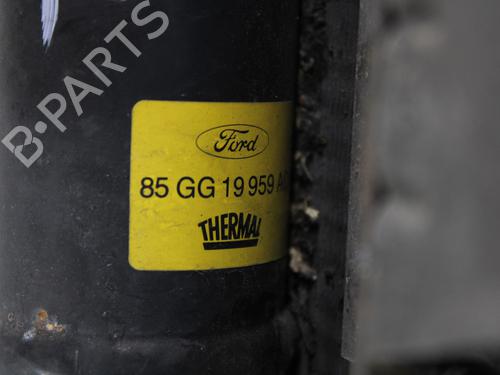 B-PARTS
Ford
85 GG 19 959 A
THERMAL